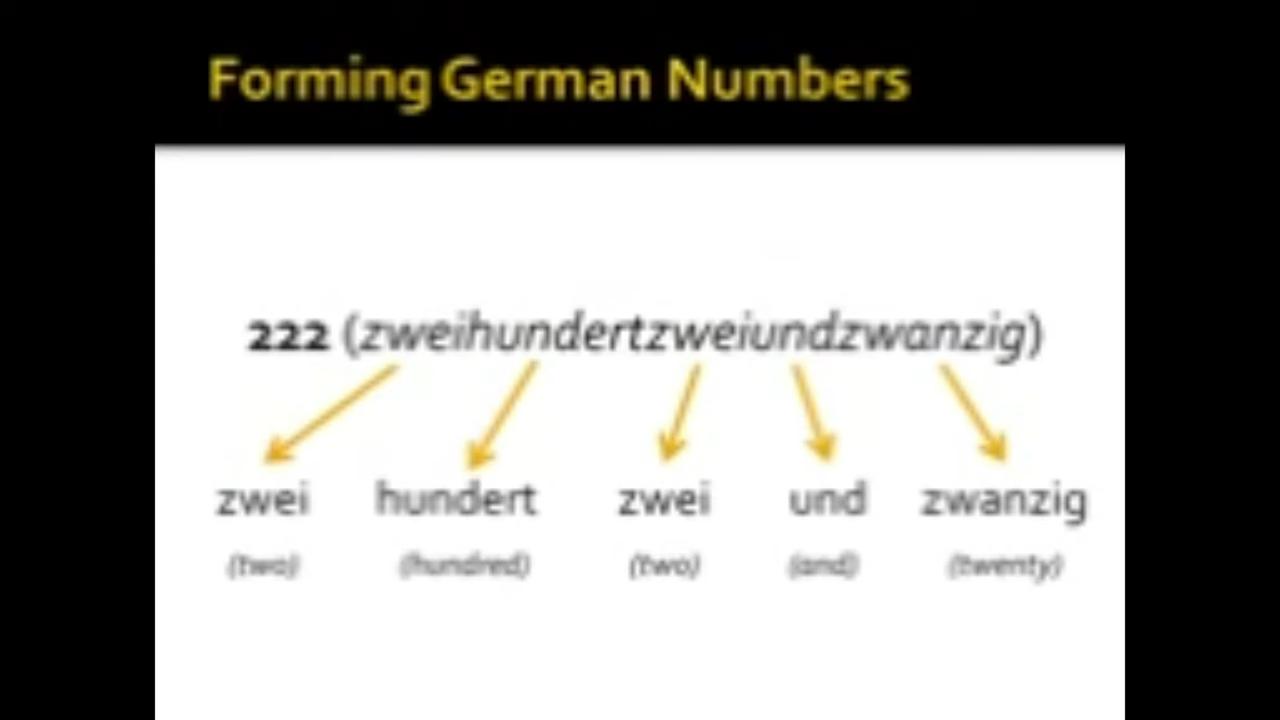 Forming German Numbers
222 (zweihundertzweiundzwanzig)
zwei hundert zwei und zwanzig
(two) (hundred) (two) (and) (twenty)